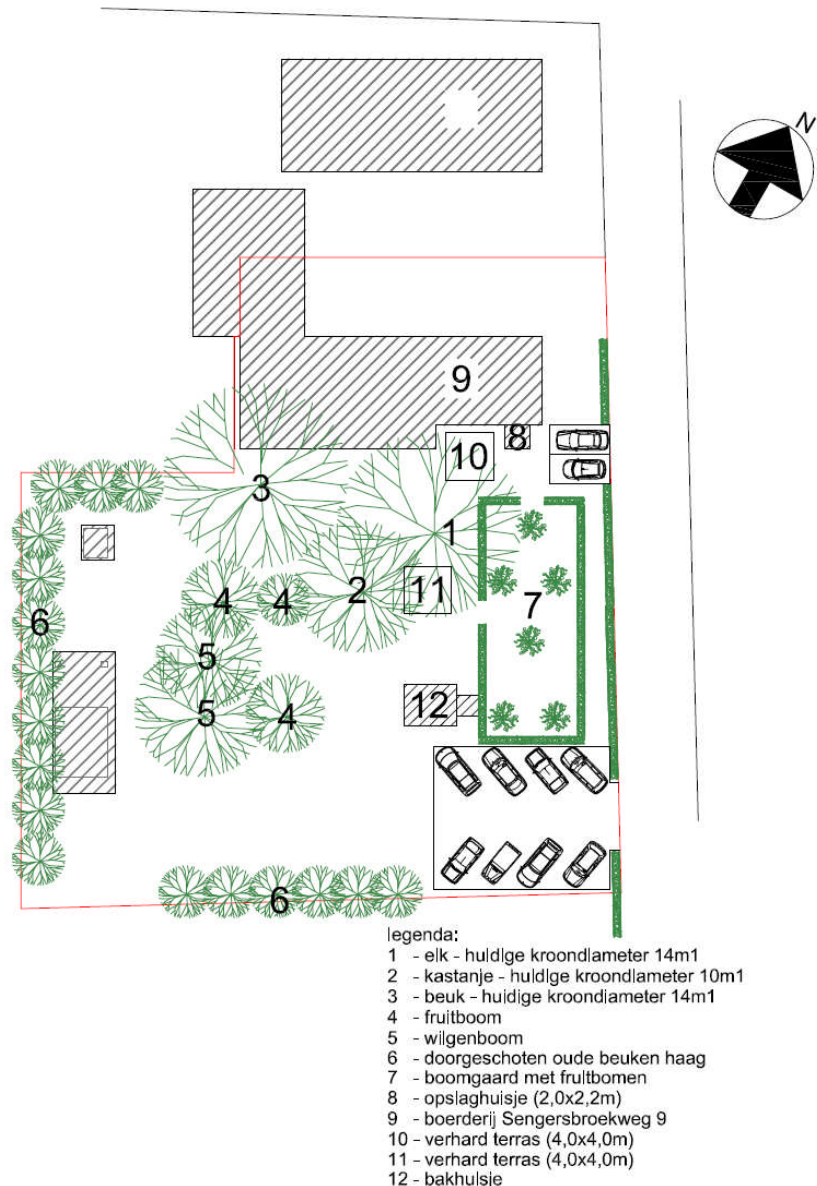 N
9
8
10
3
1
4
4
2
11
7
6
5
5
4
12
6
legenda:
1 - eik - huidige kroondiameter 14m1
2 - kastanje - huidige kroondiameter 10m1
3 - beuk - huidige kroondiameter 14m1
4 - fruitboom
5 - wilgenboom
6 - doorgeschoten oude beuken haag
7 - boomgaard met fruitbomen
8 - opslaghuisje (2,0x2,2m)
9 - boerderij Sengersbroekweg 9
10 - verhard terras (4,0x4,0m)
11 - verhard terras (4,0x4,0m)
12 - bakhuisje